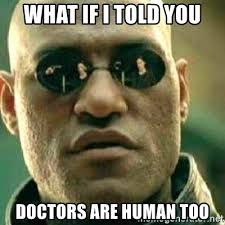 WHAT IF I TOLD YOU
DOCTORS ARE HUMAN TOO